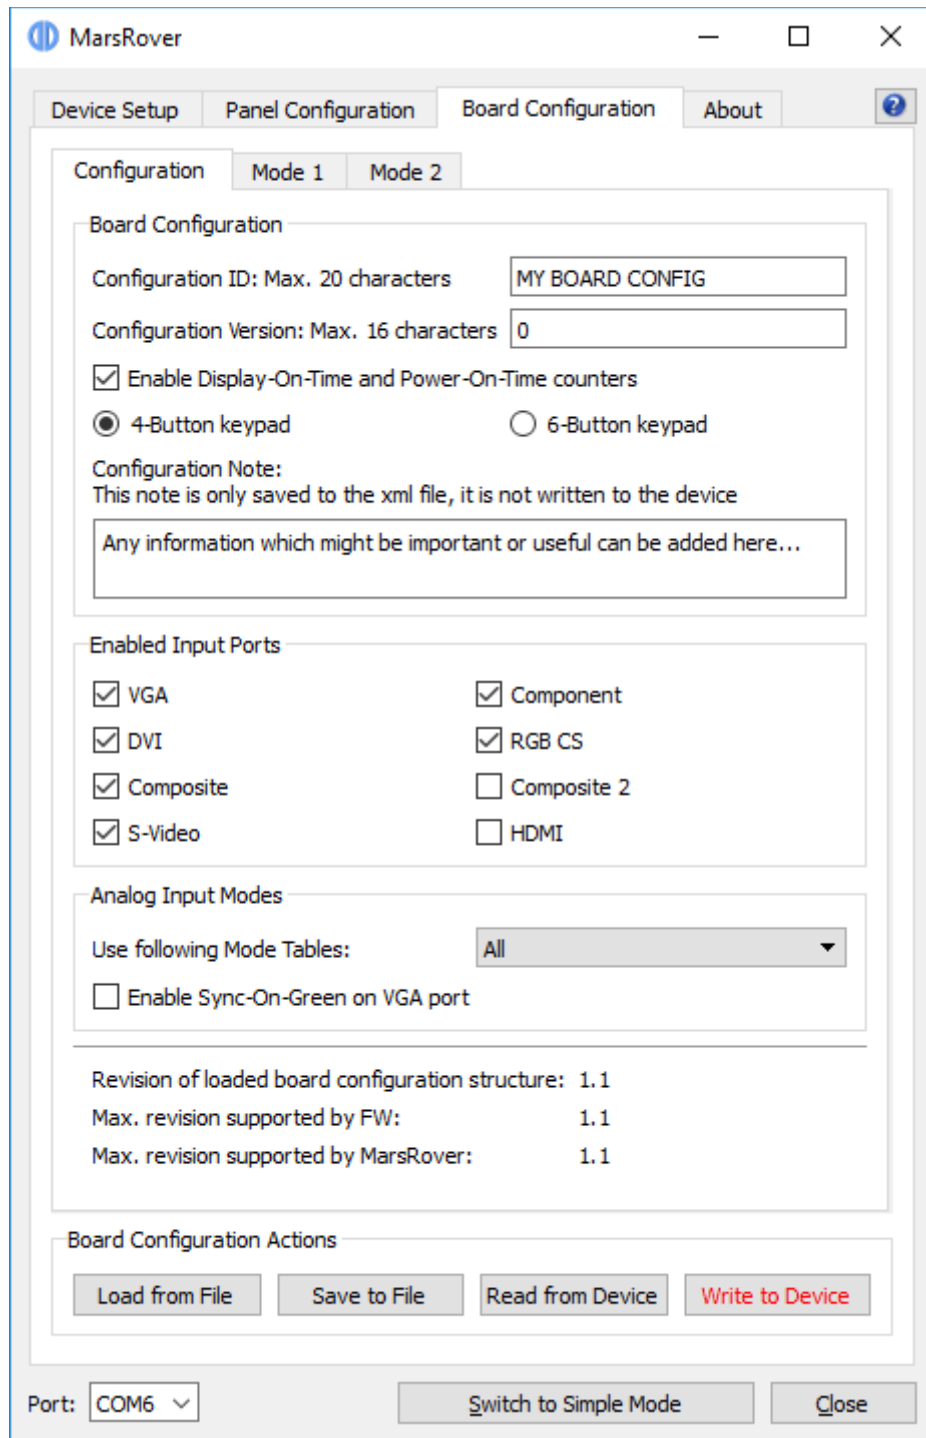 MarsRover
Device Setup Panel Configuration Board Configuration About
Configuration Mode 1 Mode 2
Board Configuration
Configuration ID: Max. 20 characters MY BOARD CONFIG
Configuration Version: Max. 16 characters 0
Enable Display-On-Time and Power-On-Time counters
4-Button keypad 6-Button keypad
Configuration Note:
This note is only saved to the xml file, it is not written to the device
Any information which might be important or useful can be added here...
Enabled Input Ports
VGA Component
DVI RGB CS
Composite Composite 2
S-Video HDMI
Analog Input Modes
Use following Mode Tables: All
Enable Sync-On-Green on VGA port
Revision of loaded board configuration structure: 1.1
Max. revision supported by FW: 1.1
Max. revision supported by MarsRover: 1.1
Board Configuration Actions
Load from File Save to File Read from Device Write to Device
Port: COM6 Switch to Simple Mode Close